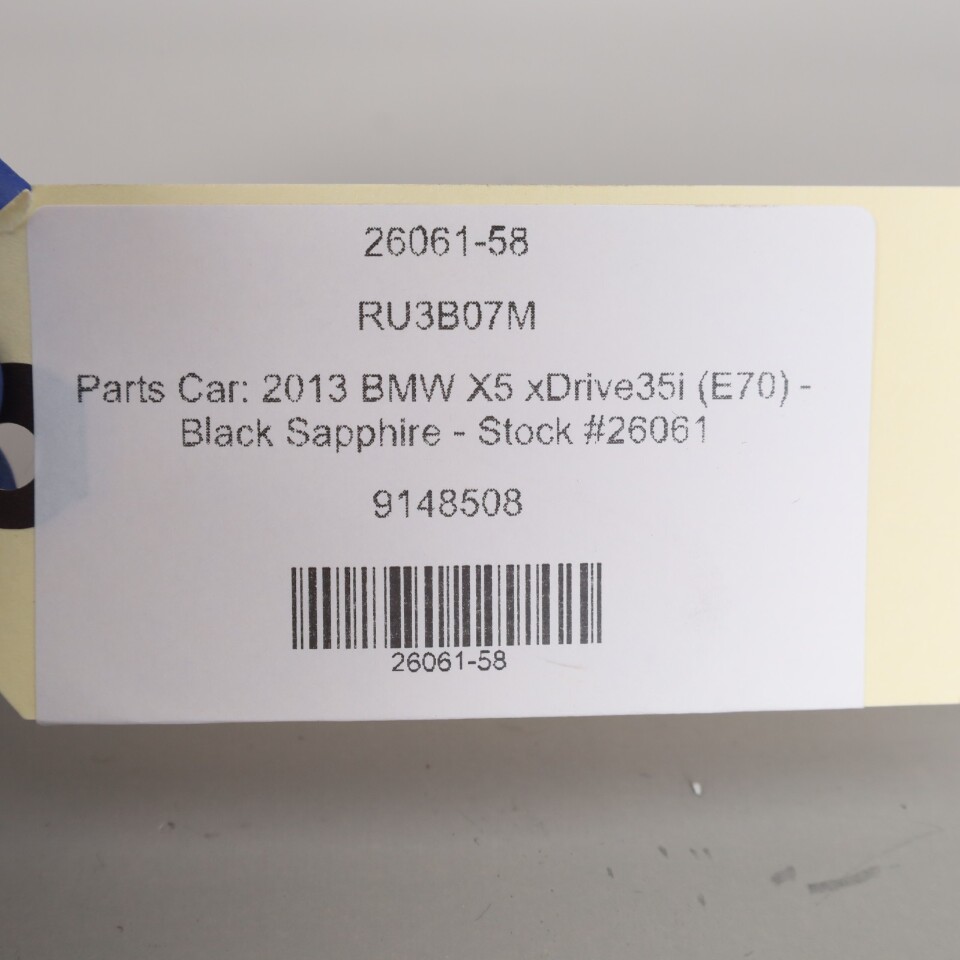 26061-58
RU3B07M
Parts Car: 2013 BMW X5 xDrive35i (E70) -
Black Sapphire - Stock #26061
9148508
26061-58